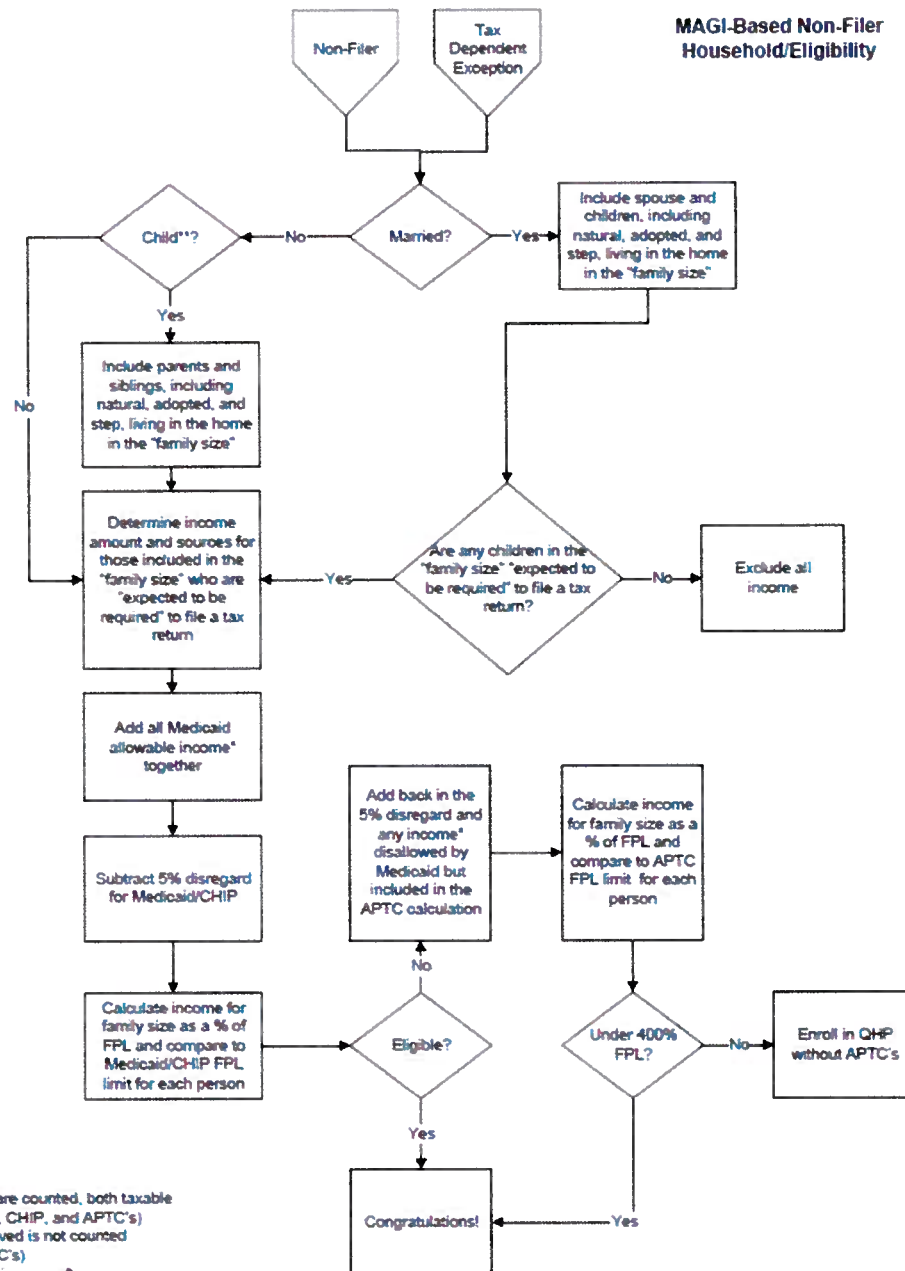 MAGI-Based Non-Filer
Household/Eligibility
Non-Filer
Tax
Dependent
Exception
Married?
No
Yes
Child**?
Include spouse and
children, including
natural, adopted, and
step, living in the home
in the "family size"
Yes
No
Include parents and
siblings, including
natural, adopted, and
step, living in the home
in the "family size"
Determine income
amount and sources for
those included in the
"family size" who are
"expected to be
required" to file a tax
return
Yes
Are any children in the
"family size" "expected to
be required" to file a tax
return?
No
Exclude all
income
Add all Medicaid
allowable income*
together
Subtract 5% disregard
for Medicaid/CHIP
Add back in the
5% disregard and
any income*
disallowed by
Medicaid but
included in the
APTC calculation
Calculate income
for family size as a
% of FPL and
compare to APTC
FPL limit for each
person
No
Calculate income for
family size as a % of
FPL and compare to
Medicaid/CHIP FPL
limit for each person
Eligible?
Under 400%
FPL?
No
Enroll in QHP
without APTC's
Yes
Congratulations!
Yes
are counted, both taxable
, CHIP, and APTC's)
ved is not counted
C's)